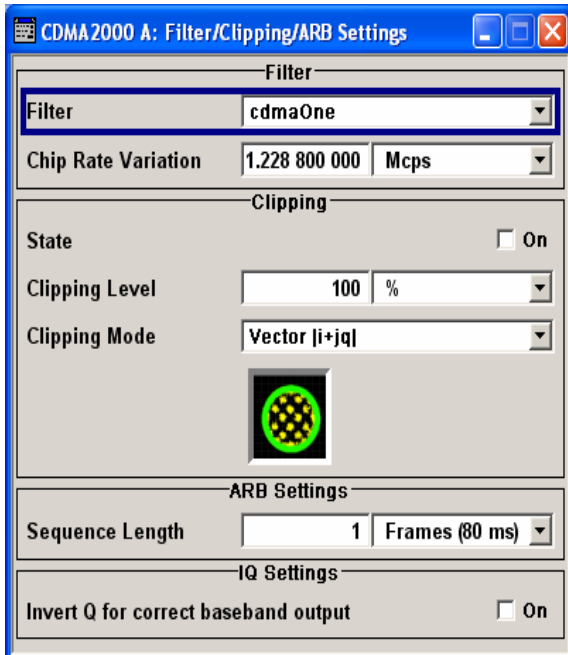 CDMA2000 A: Filter/Clipping/ARB Settings
Filter
Filter cdmaOne
Chip Rate Variation 1.228 800 000 Mcps
Clipping
State On
Clipping Level 100 %
Clipping Mode Vector |i+jq|
ARB Settings
Sequence Length 1 Frames (80 ms)
IQ Settings
Invert Q for correct baseband output On